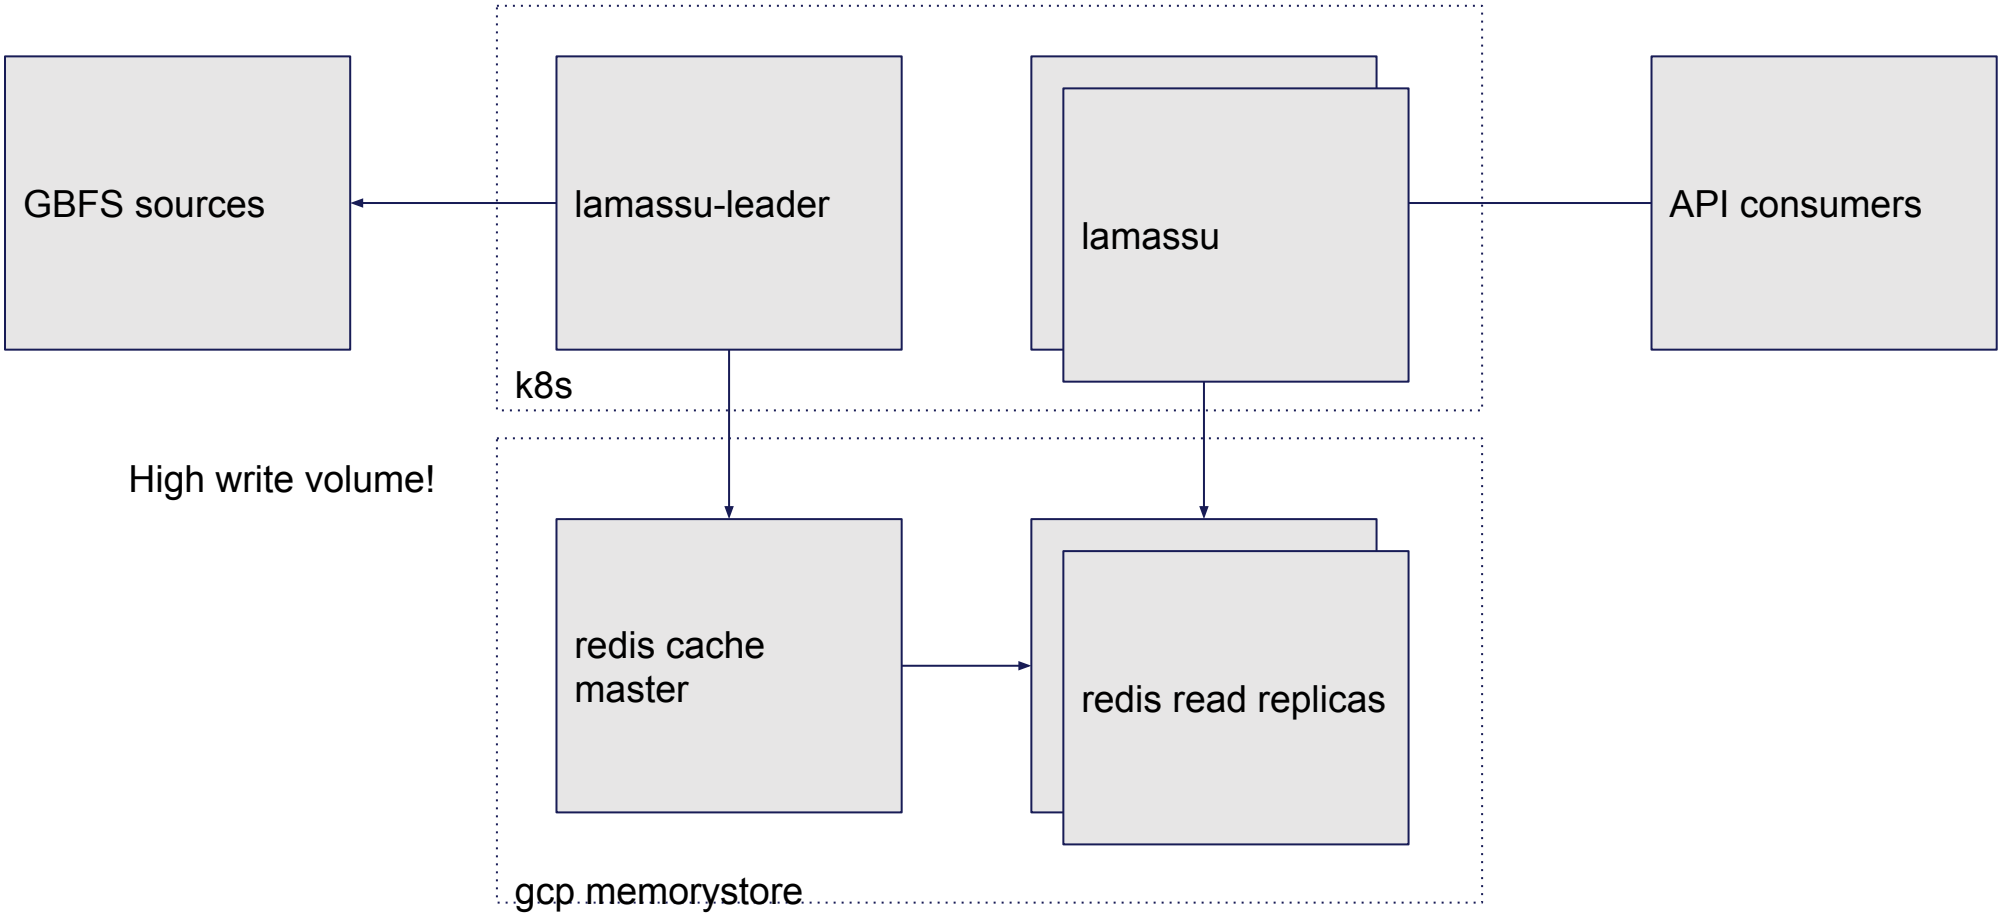 GBFS sources
lamassu-leader
lamassu
API consumers
k8s
High write volume!
redis cache
master
redis read replicas
gcp memorystore